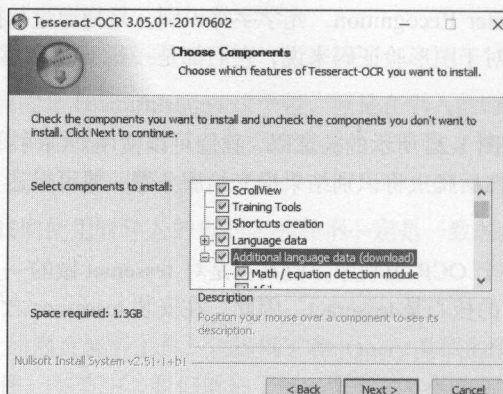 Tesseract-OCR 3.05.01-20170602
Choose Components
Choose which features of Tesseract-OCR you want to install.
Check the components you want to install and uncheck the components you don't want to
install. Click Next to continue.
Select components to install:
ScrollView
Training Tools
Shortcuts creation
Language data
Additional language data (download)
Math / equation detection module
Space required: 1.3GB
Description
Position your mouse over a component to see its
description.
Nullsoft Install System v2.51-1+b1
< Back
Next >
Cancel